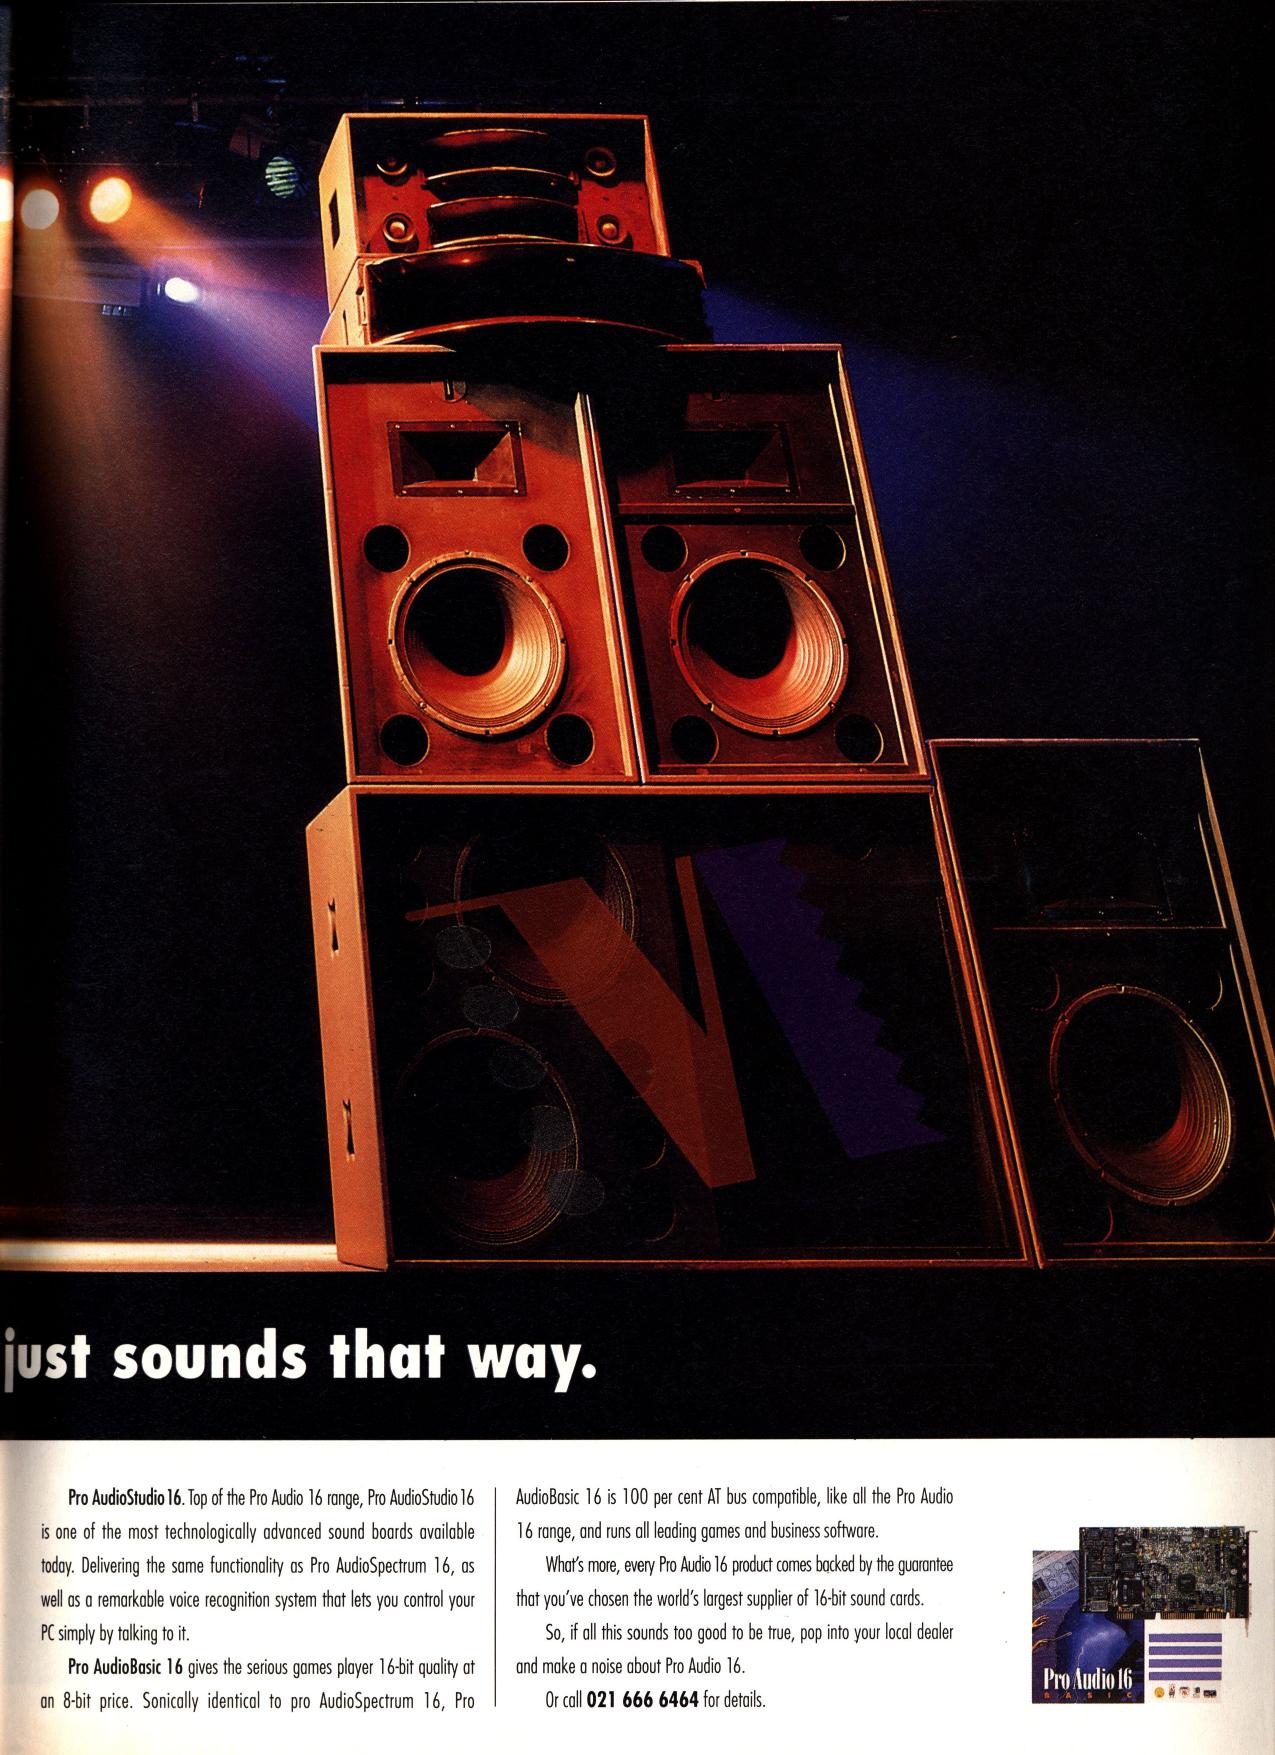 just sounds that way.
Pro AudioStudio 16. Top of the Pro Audio 16 range, Pro AudioStudio 16
is one of the most technologically advanced sound boards available
today. Delivering the same functionality as Pro AudioSpectrum 16, as
well as a remarkable voice recognition system that lets you control your
PC simply by talking to it.
Pro AudioBasic 16 gives the serious games player 16-bit quality at
an 8-bit price. Sonically identical to pro AudioSpectrum 16, Pro
AudioBasic 16 is 100 per cent AT bus compatible, like all the Pro Audio
16 range, and runs all leading games and business software.
What's more, every Pro Audio 16 product comes backed by the guarantee
that you've chosen the world's largest supplier of 16-bit sound cards.
So, if all this sounds too good to be true, pop into your local dealer
and make a noise about Pro Audio 16.
Or call 021 666 6464 for details.
Pro Audio 16
BASIC